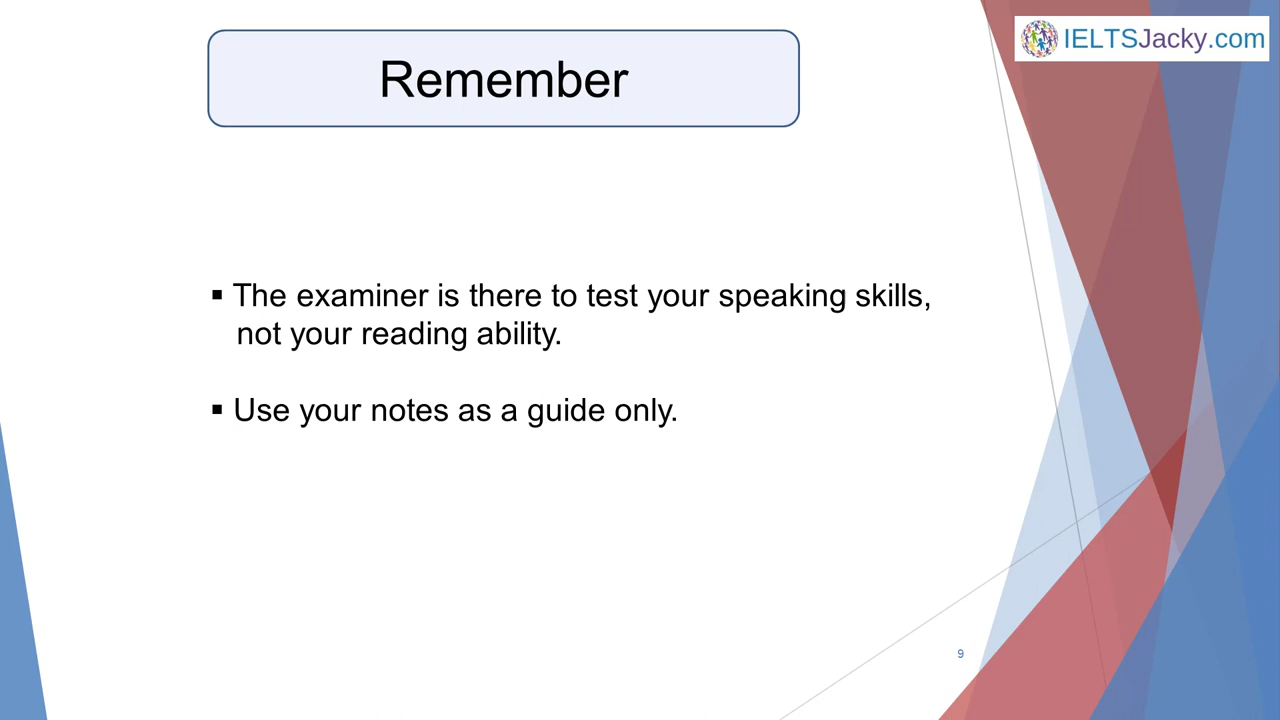 IELTSJacky.com
Remember
▪ The examiner is there to test your speaking skills,
not your reading ability.
▪ Use your notes as a guide only.
9